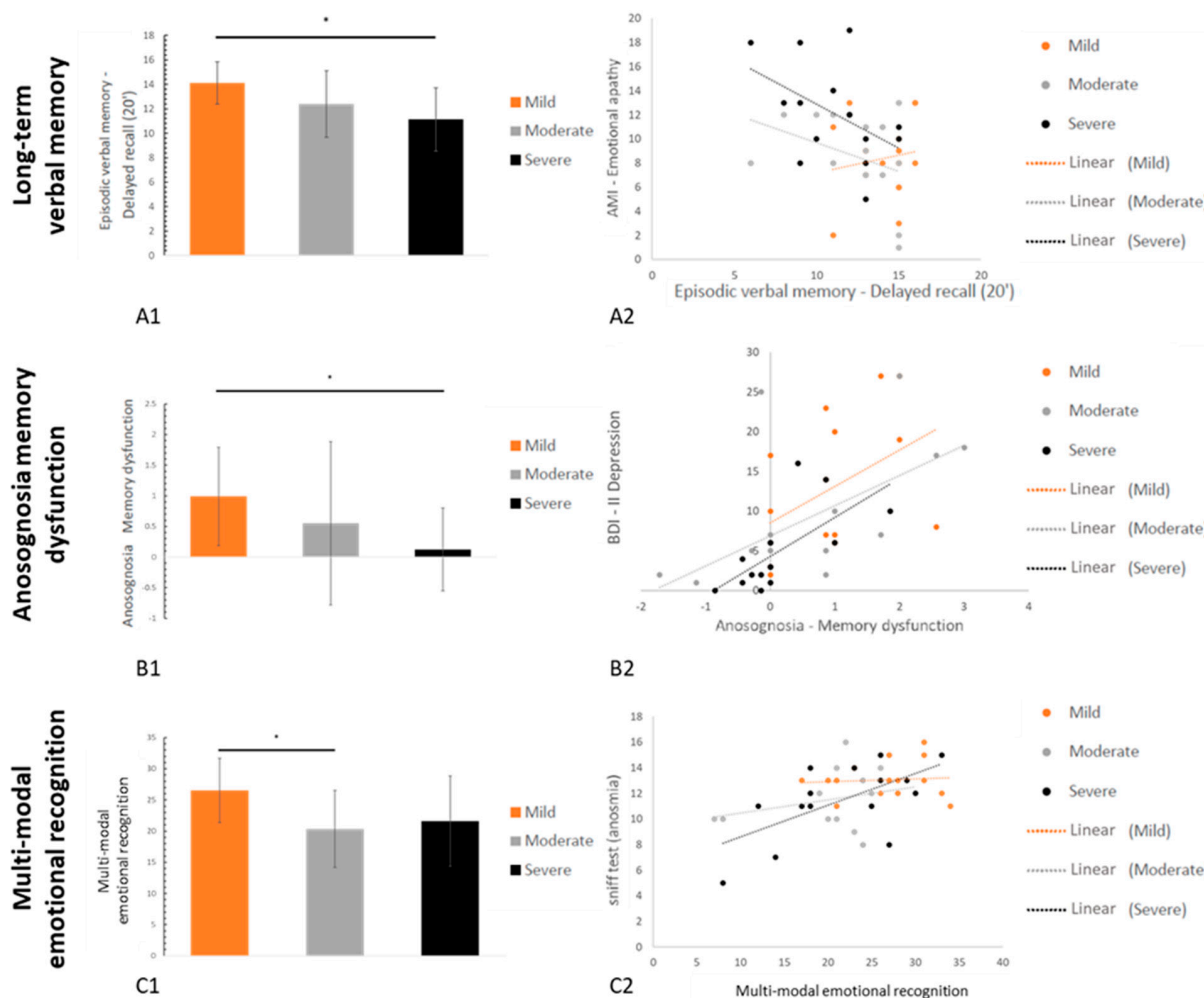 Long-term
verbal memory
Episodic verbal memory -
Delayed recall (20')
18
16
14
12
10
8
6
4
2
0
*
Mild
Moderate
Severe
A1
AMI - Emotional apathy
20
18
16
14
12
10
8
6
4
2
0
0 5 10 15 20
Episodic verbal memory - Delayed recall (20')
Mild
Moderate
Severe
Linear (Mild)
Linear (Moderate
Linear (Severe)
A2
Anosognosia memory
dysfunction
Anosognosia Memory dysfunction
2.5
2
1.5
1
0.5
0
-0.5
-1
*
Mild
Moderate
Severe
B1
BDI - II Depression
30
25
20
15
10
5
0
-2 -1 0 1 2 3 4
Anosognosia - Memory dysfunction
Mild
Moderate
Severe
Linear (Mild)
Linear (Moderate
Linear (Severe)
B2
Multi-modal
emotional recognition
Multi-modal
emotional recognition
35
30
25
20
15
10
5
0
*
Mild
Moderate
Severe
C1
sniff test (anosmia)
18
16
14
12
10
8
6
4
2
0
0 5 10 15 20 25 30 35 40
Multi-modal emotional recognition
Mild
Moderate
Severe
Linear (Mild)
Linear (Moderate
Linear (Severe)
C2